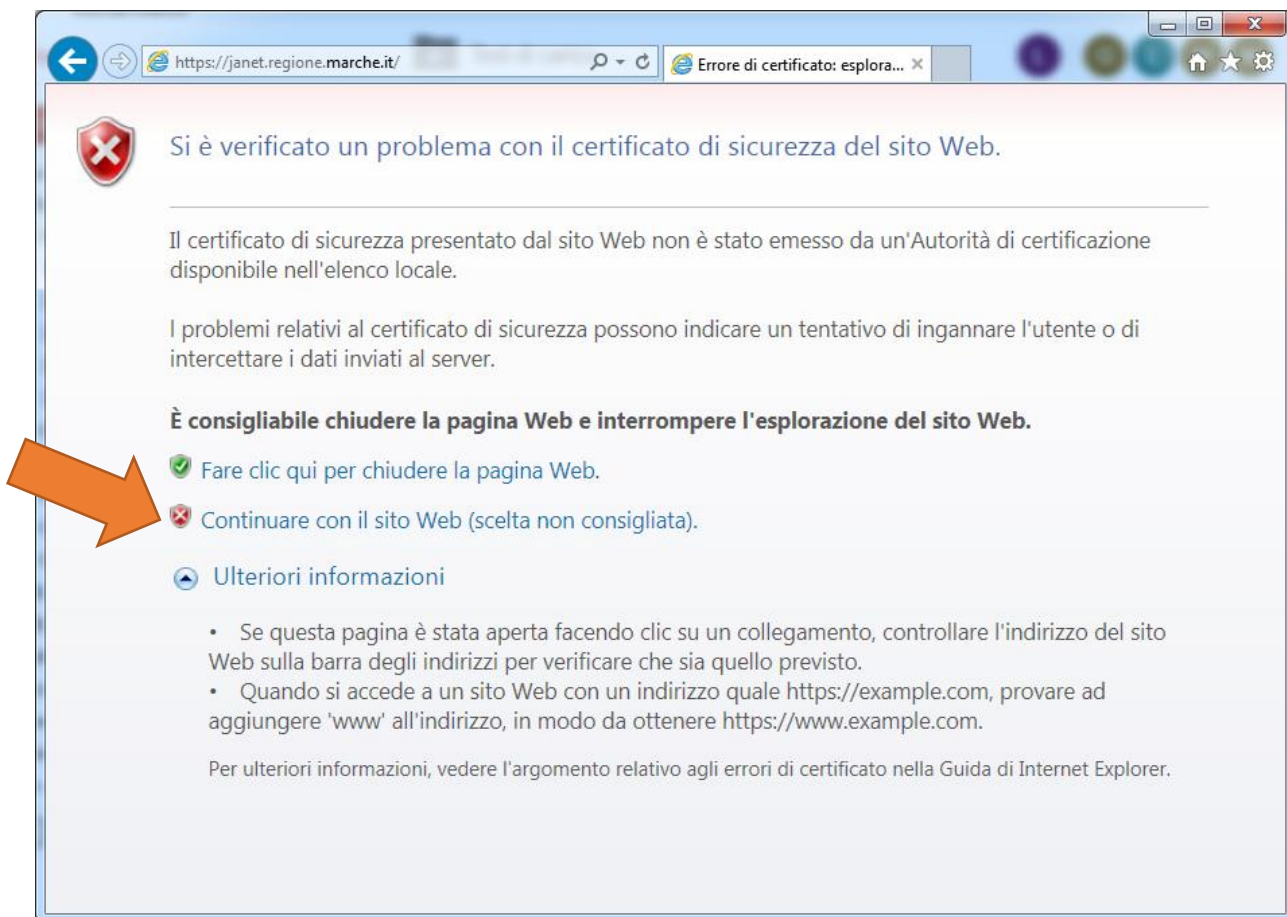 https://janet.regione.marche.it/
Errore di certificato: esplora...
Si è verificato un problema con il certificato di sicurezza del sito Web.
Il certificato di sicurezza presentato dal sito Web non è stato emesso da un'Autorità di certificazione
disponibile nell'elenco locale.
I problemi relativi al certificato di sicurezza possono indicare un tentativo di ingannare l'utente o di
intercettare i dati inviati al server.
È consigliabile chiudere la pagina Web e interrompere l'esplorazione del sito Web.
Fare clic qui per chiudere la pagina Web.
Continuare con il sito Web (scelta non consigliata).
Ulteriori informazioni
• Se questa pagina è stata aperta facendo clic su un collegamento, controllare l'indirizzo del sito
Web sulla barra degli indirizzi per verificare che sia quello previsto.
• Quando si accede a un sito Web con un indirizzo quale https://example.com, provare ad
aggiungere 'www' all'indirizzo, in modo da ottenere https://www.example.com.
Per ulteriori informazioni, vedere l'argomento relativo agli errori di certificato nella Guida di Internet Explorer.